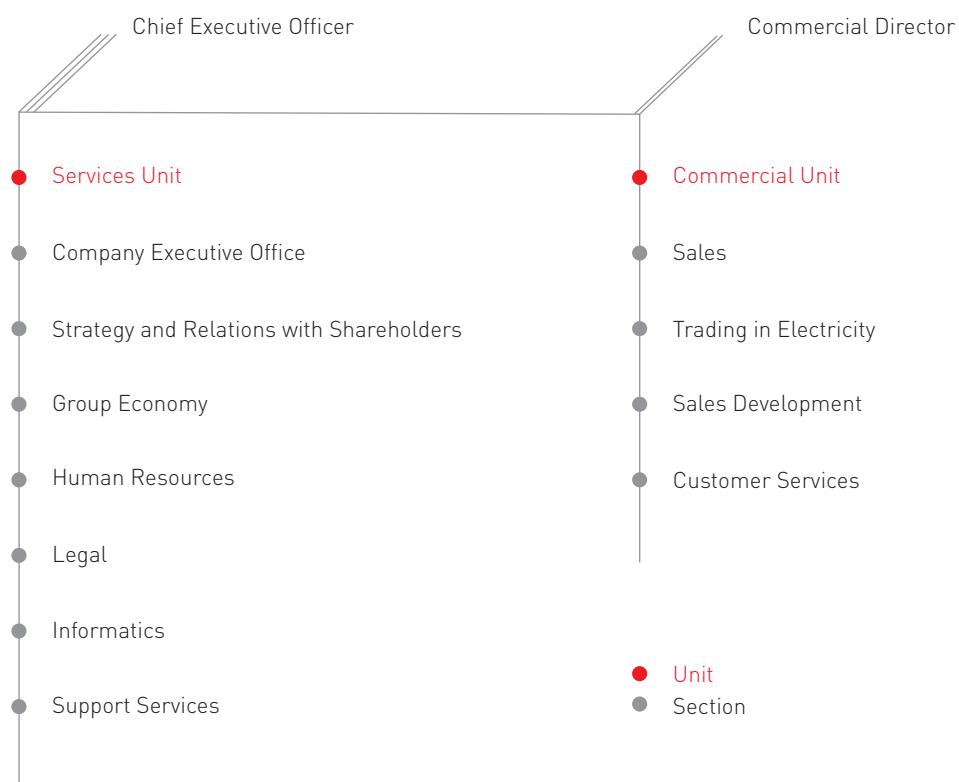 Chief Executive Officer
Commercial Director
Services Unit
Company Executive Office
Strategy and Relations with Shareholders
Group Economy
Human Resources
Legal
Informatics
Support Services
Commercial Unit
Sales
Trading in Electricity
Sales Development
Customer Services
Unit
Section